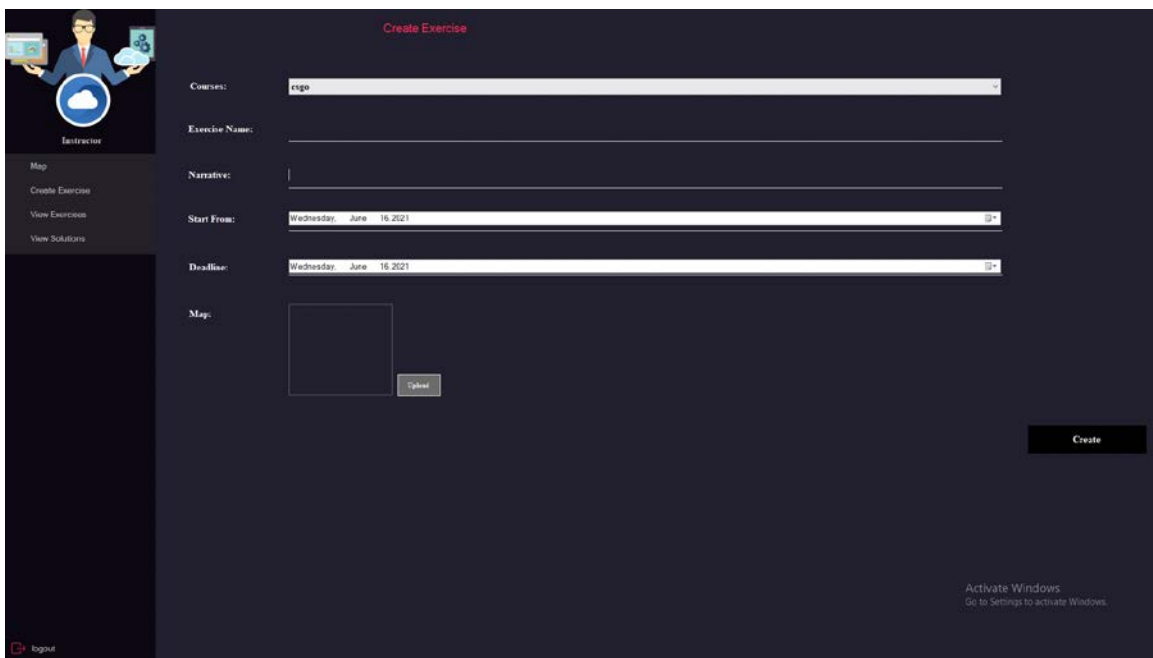 Create Exercise
Instructor
Map
Create Exercise
View Exercises
View Solutions
logout
Courses:
csgo
Exercise Name:
Narrative:
Start From:
Wednesday, June 16,2021
Deadline:
Wednesday, June 16,2021
Map:
Upload
Create
Activate Windows
Go to Settings to activate Windows.